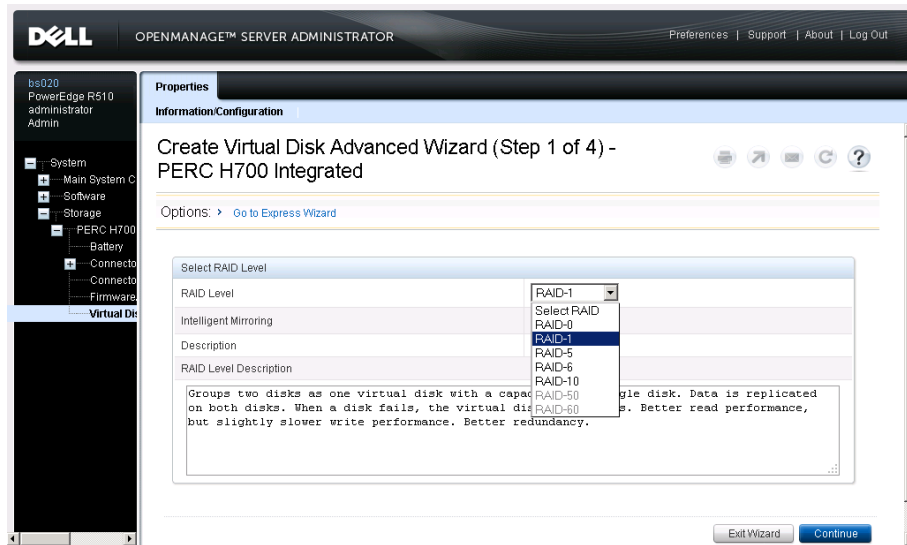 DELL
OPENMANAGE™ SERVER ADMINISTRATOR
Preferences | Support | About | Log Out
bs020
PowerEdge R510
administrator
Admin
System
Main System C
Software
Storage
PERC H700
Battery
Connecto
Connecto
Firmware
Virtual Dis
Properties
Information/Configuration
Create Virtual Disk Advanced Wizard (Step 1 of 4) -
PERC H700 Integrated
?
Options: > Go to Express Wizard
Select RAID Level
RAID Level
RAID-1
Select RAID
RAID-0
RAID-1
RAID-5
RAID-6
RAID-10
RAID-50
RAID-60
Intelligent Mirroring
Description
RAID Level Description
Groups two disks as one virtual disk with a capac gle disk. Data is replicated
on both disks. When a disk fails, the virtual dis s. Better read performance,
but slightly slower write performance. Better redundancy.
Exit Wizard
Continue